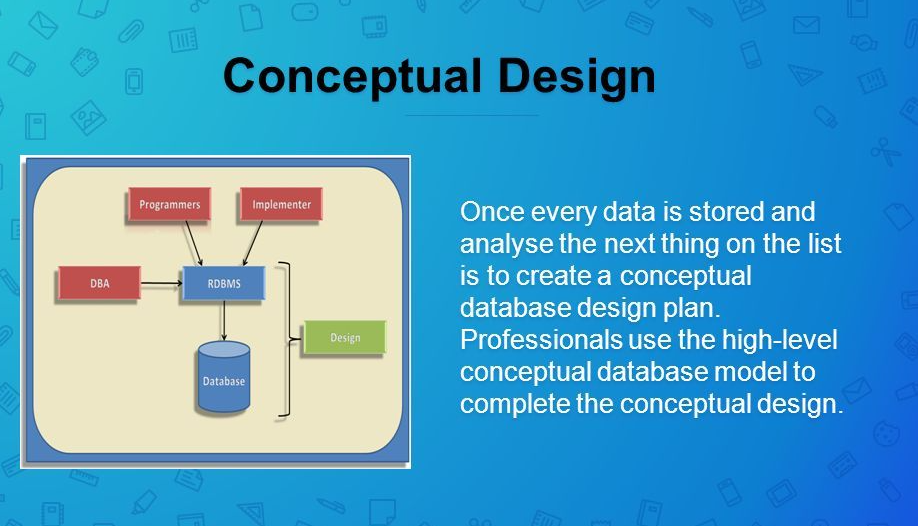 Conceptual Design
Programmers
Implementer
DBA
RDBMS
Design
Database
Once every data is stored and
analyse the next thing on the list
is to create a conceptual
database design plan.
Professionals use the high-level
conceptual database model to
complete the conceptual design.